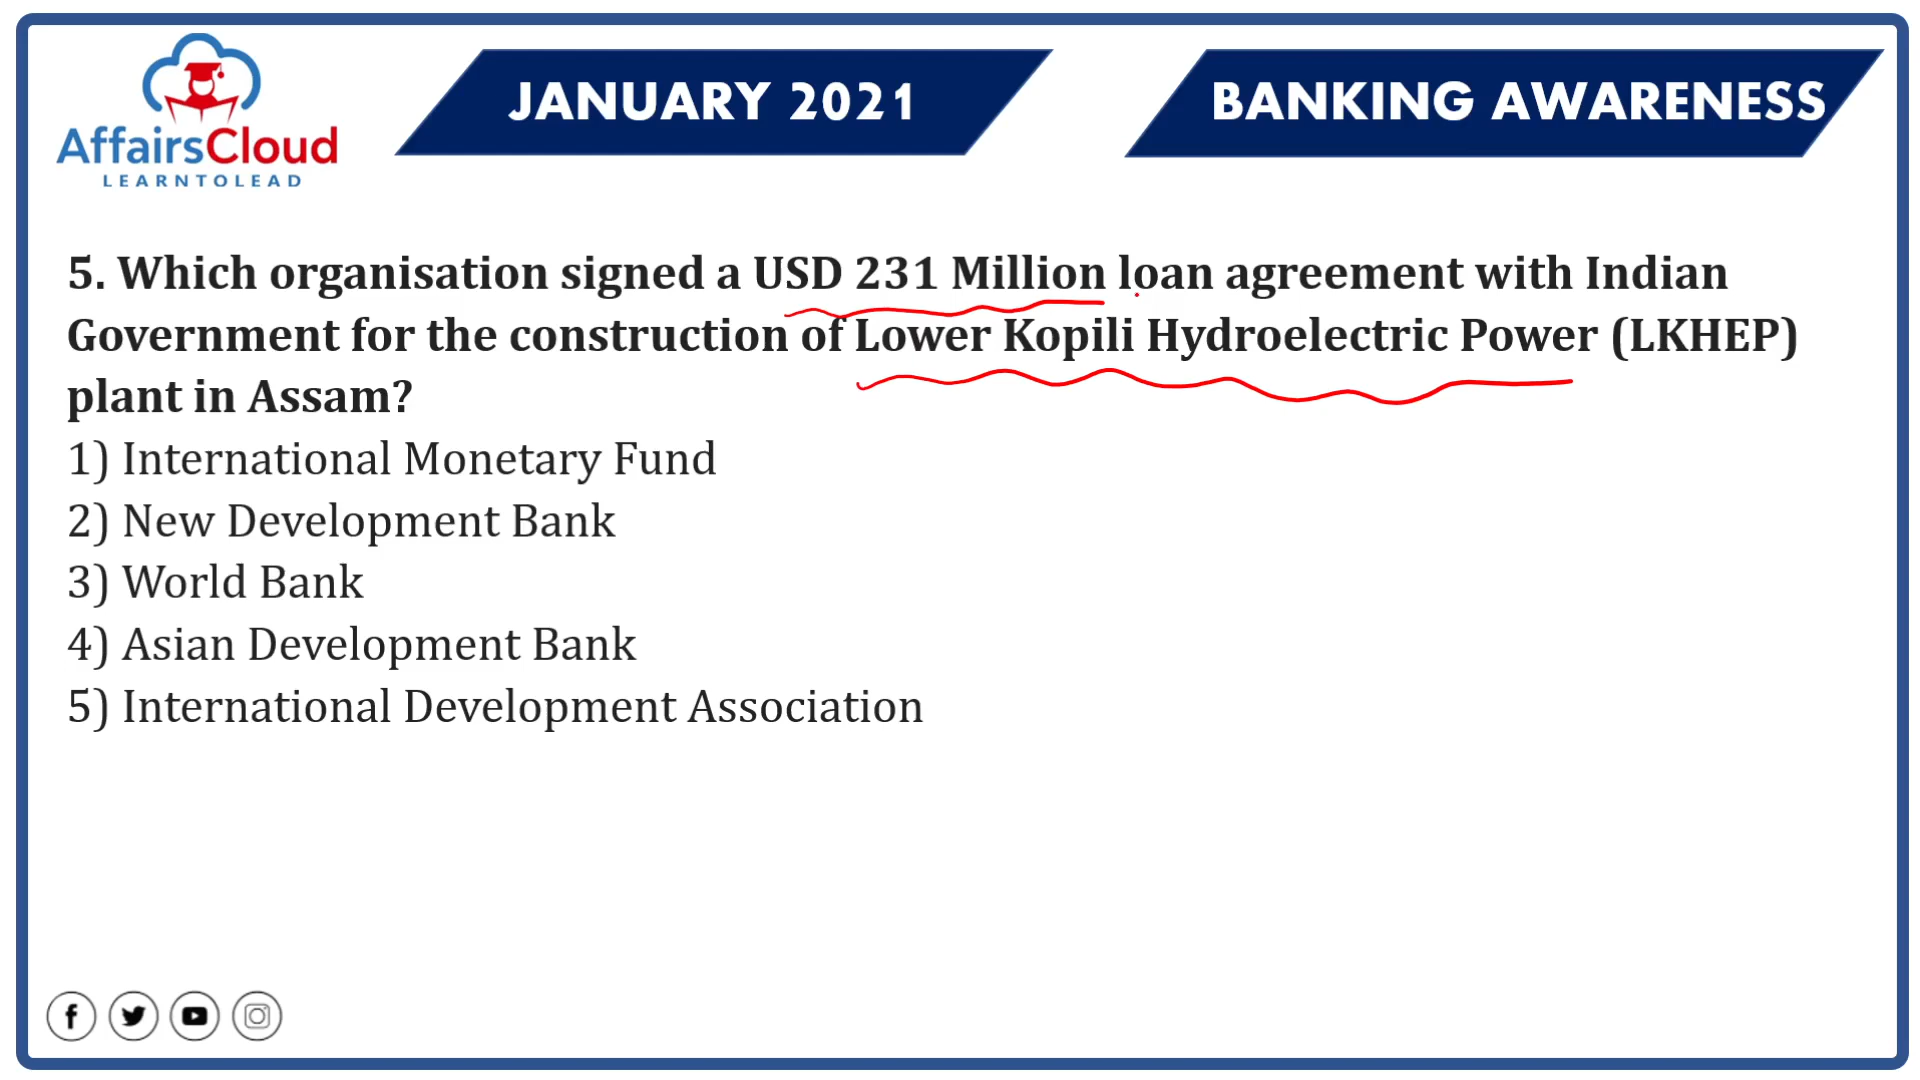 AffairsCloud
LEARNTOLEAD
JANUARY 2021
BANKING AWARENESS
5. Which organisation signed a USD 231 Million loan agreement with Indian
Government for the construction of Lower Kopili Hydroelectric Power (LKHEP)
plant in Assam?
1) International Monetary Fund
2) New Development Bank
3) World Bank
4) Asian Development Bank
5) International Development Association